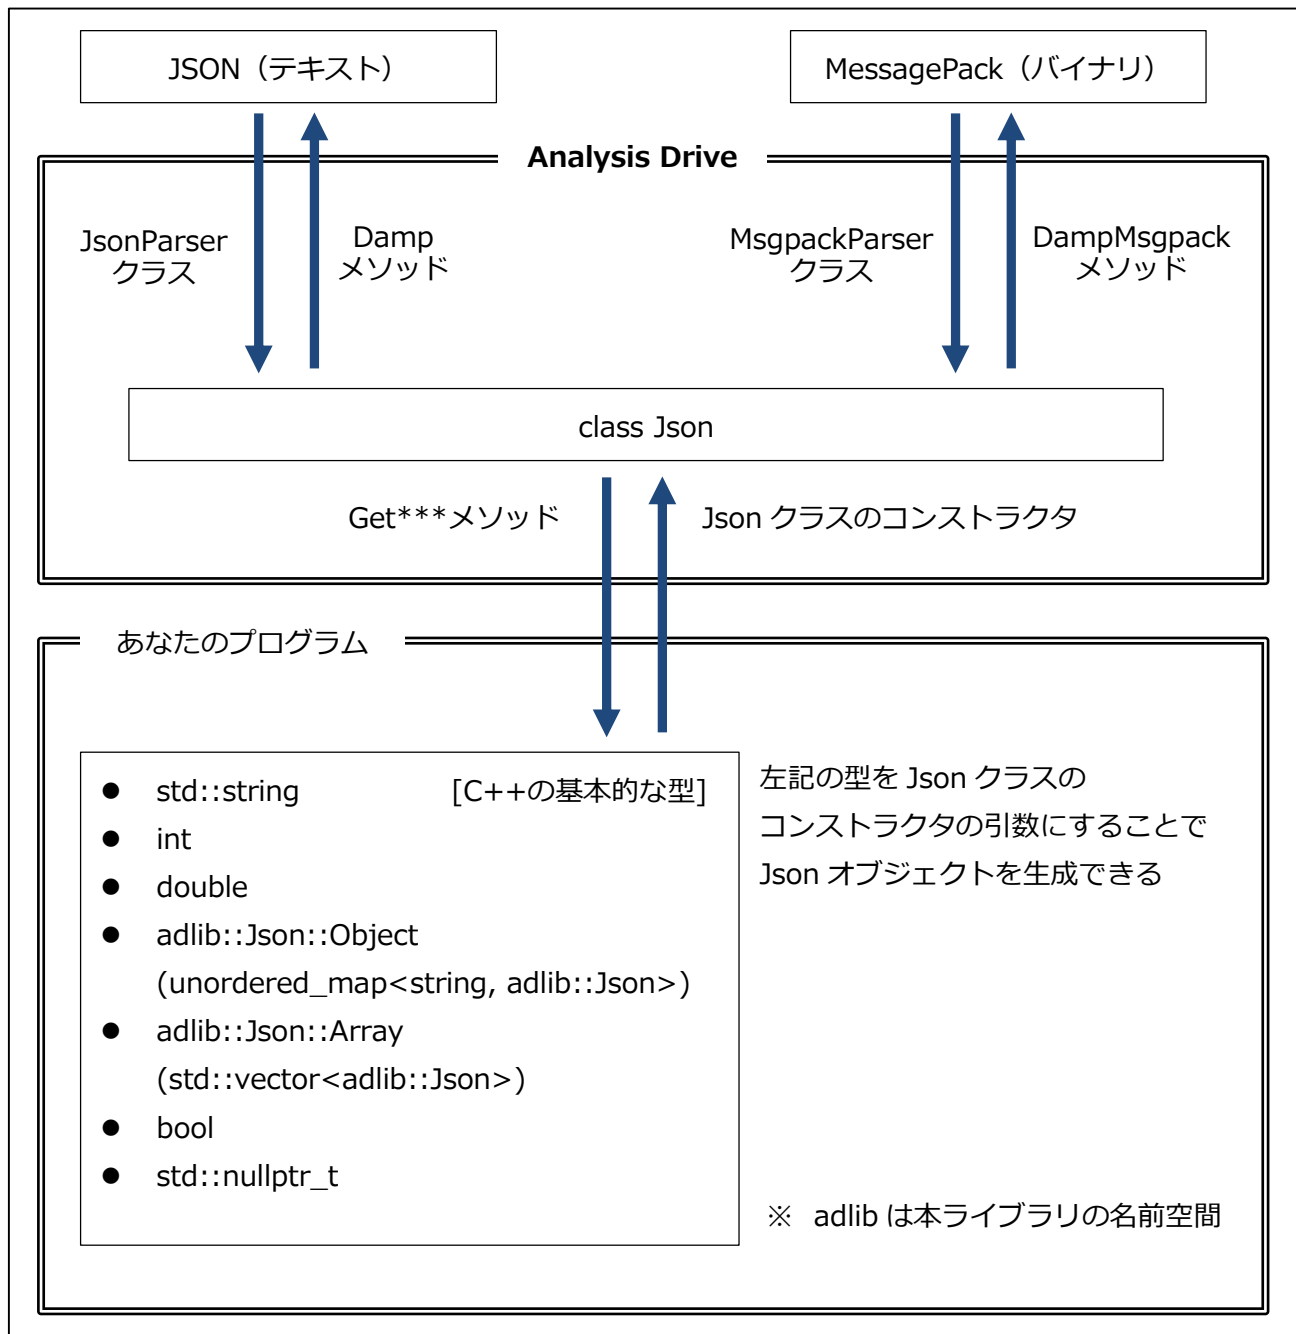 JSON（テキスト）
MessagePack（バイナリ）
Analysis Drive
JsonParser
クラス
Damp
メソッド
MsgpackParser
クラス
DampMsgpack
メソッド
class Json
Get***メソッド
Json クラスのコンストラクタ
あなたのプログラム
● std::string [C++の基本的な型]
● int
● double
● adlib::Json::Object
(unordered_map<string, adlib::Json>)
● adlib::Json::Array
(std::vector<adlib::Json>)
● bool
● std::nullptr_t
左記の型を Json クラスの
コンストラクタの引数にすることで
Json オブジェクトを生成できる
※ adlib は本ライブラリの名前空間